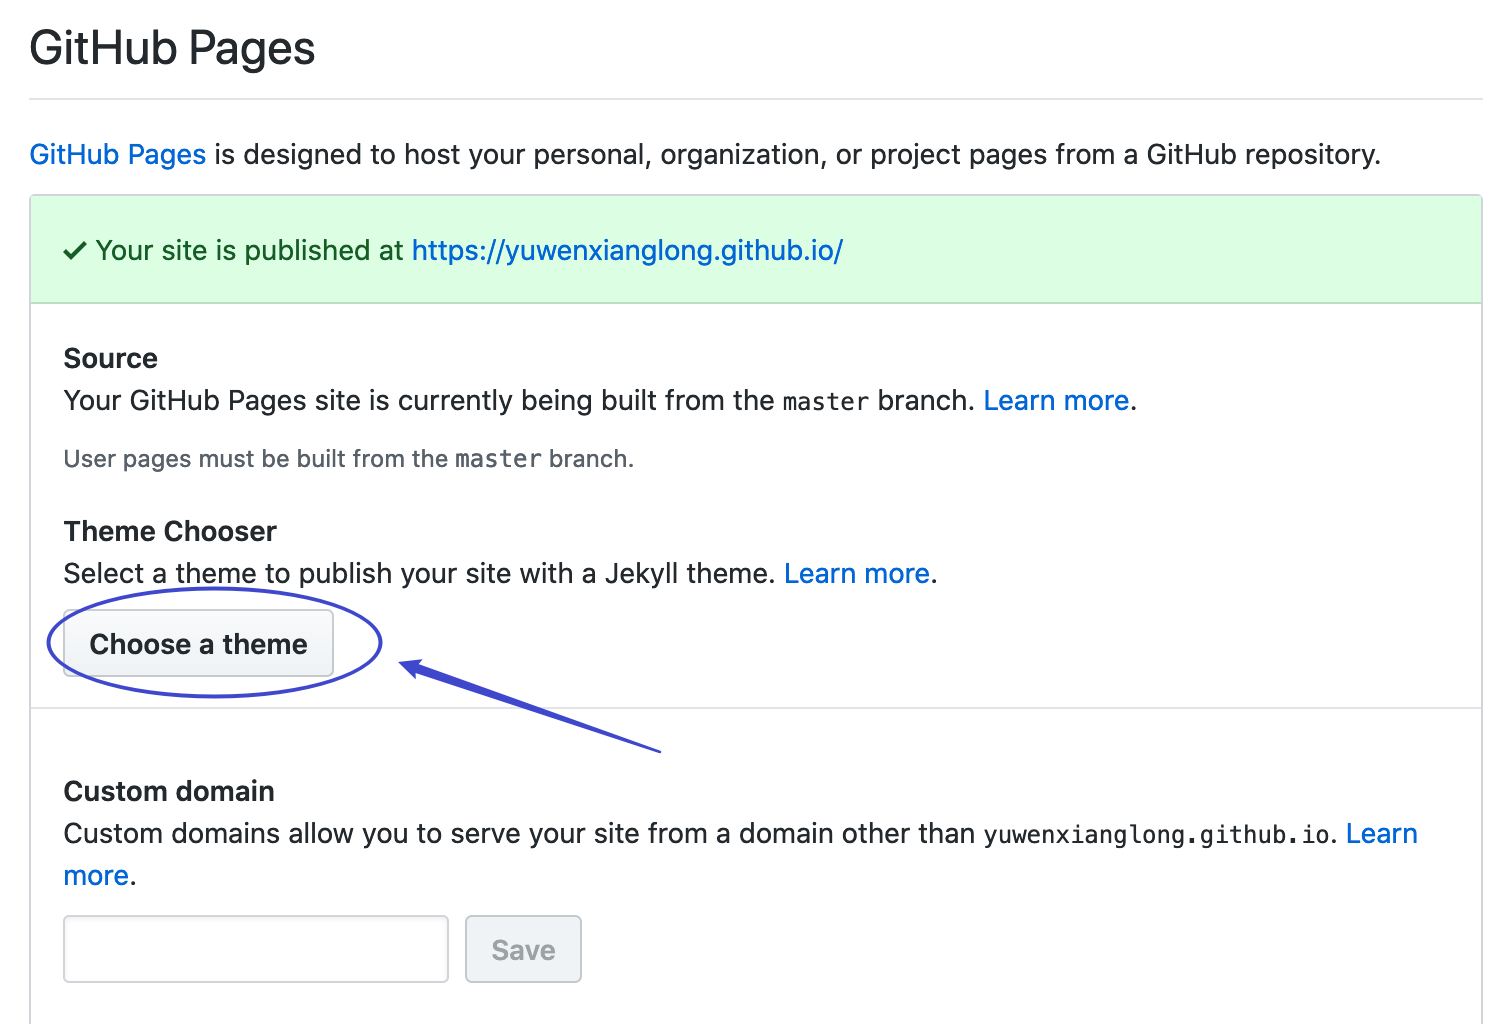 GitHub Pages
GitHub Pages is designed to host your personal, organization, or project pages from a GitHub repository.
Your site is published at https://yuwenxianglong.github.io/
Source
Your GitHub Pages site is currently being built from the master branch. Learn more.
User pages must be built from the master branch.
Theme Chooser
Select a theme to publish your site with a Jekyll theme. Learn more.
Choose a theme
Custom domain
Custom domains allow you to serve your site from a domain other than yuwenxianglong.github.io. Learn
more.
Save